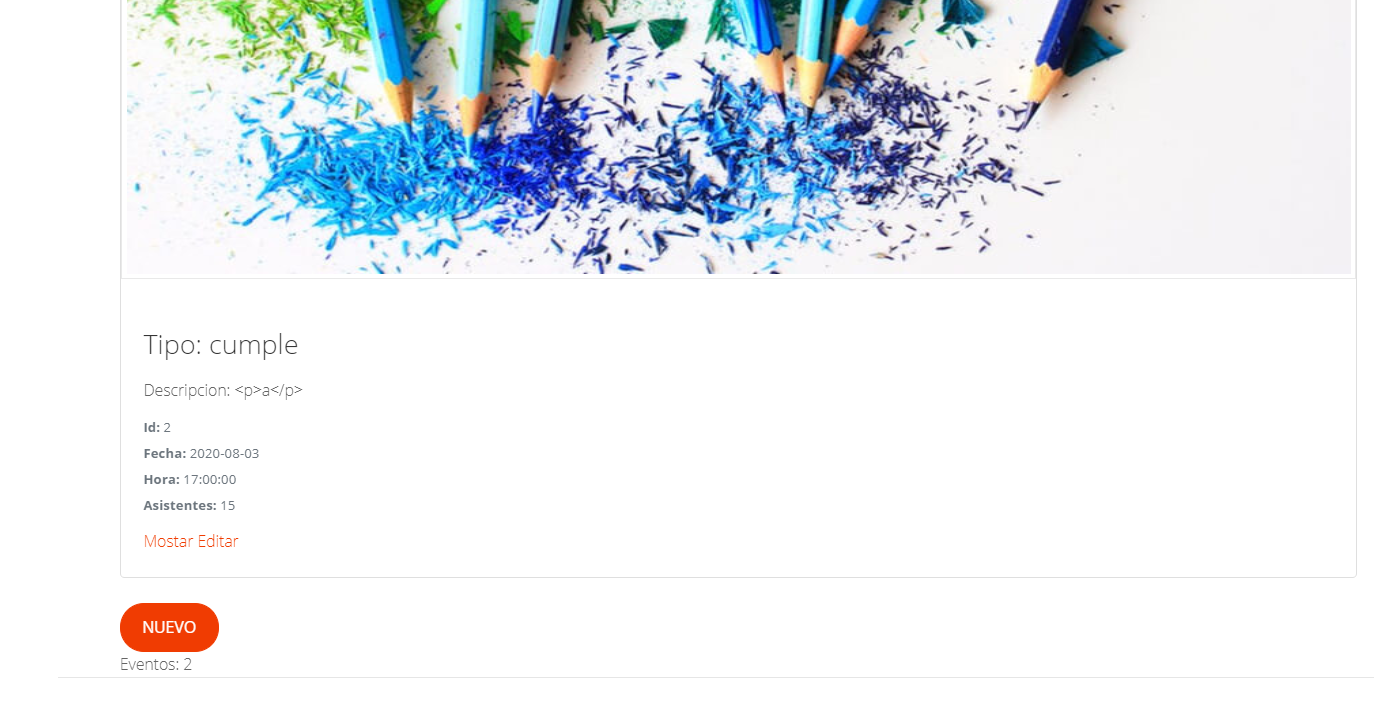 Tipo: cumple
Descripcion: <p>a</p>
Id: 2
Fecha: 2020-08-03
Hora: 17:00:00
Asistentes: 15
Mostar Editar
NUEVO
Eventos: 2